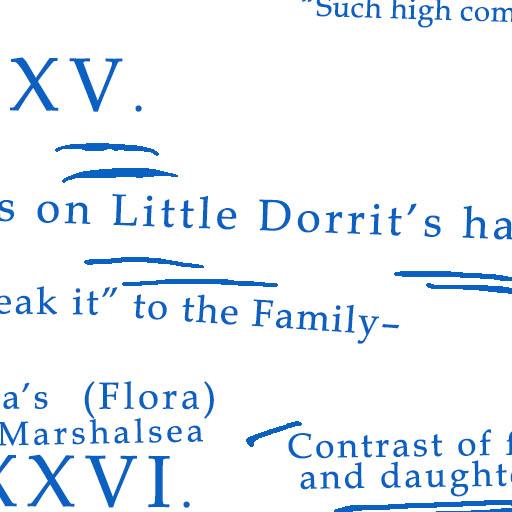 "Such high com
XV.
s on Little Dorrit's ha
eak it" to the Family–
a's (Flora)
Marshalsea
Contrast of f
and daughte
XXVI.